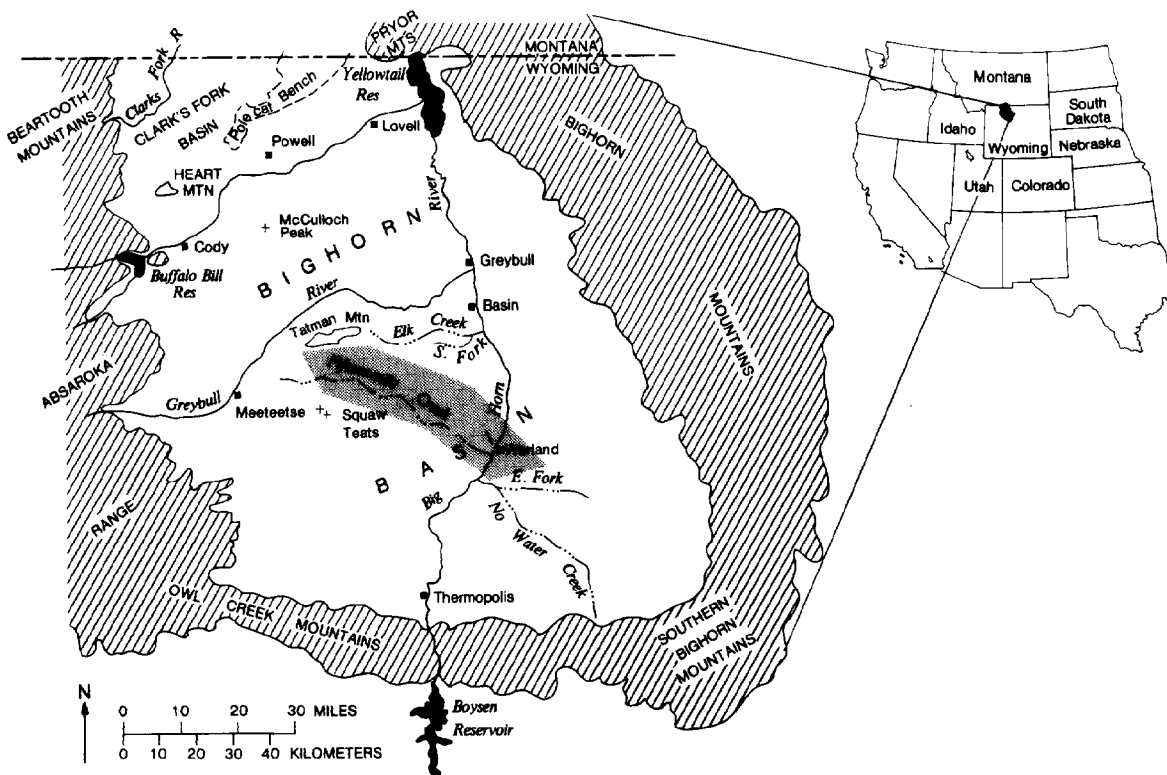 PRYOR
MTS
MONTANA
WYOMING
Clarks Fork R
BEARTOOTH
MOUNTAINS
CLARK'S FORK
BASIN
Pole cat Bench
Yellowtail
Res
Lovell
Powell
HEART
MTN
McCulloch
Peak
Cody
Buffalo Bill
Res
BIGHORN
MOUNTAINS
BIGHORN
BASIN
River
Greybull
River
Basin
Tatman Mtn
Elk Creek
S. Fork
ABSAROKA
RANGE
Greybull
Meeteetse
Squaw
Teats
Creek
Horn
Big
E. Fork
No
Water
Creek
Thermopolis
OWL CREEK MOUNTAINS
SOUTHERN
BIGHORN
MOUNTAINS
Boysen
Reservoir
N
0 10 20 30 MILES
0 10 20 30 40 KILOMETERS
Montana
South
Dakota
Idaho
Wyoming
Nebraska
Utah
Colorado